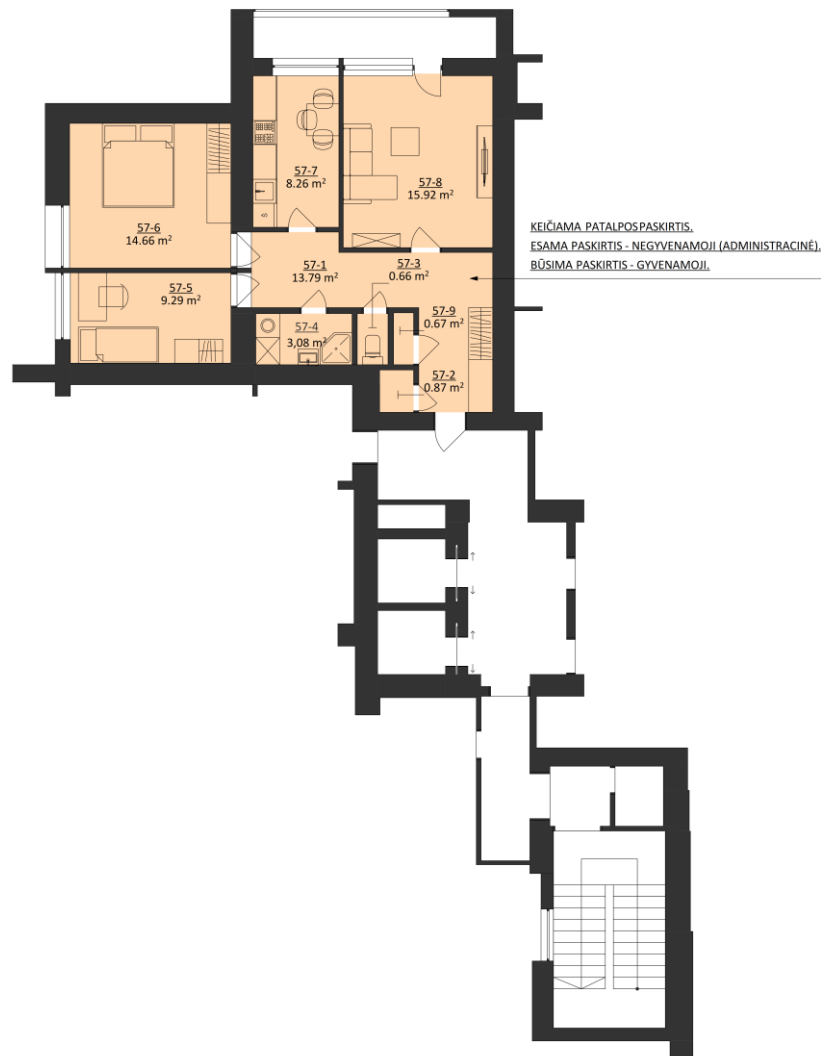 57-7
8.26 m²
57-8
15.92 m²
57-6
14.66 m²
KEIČIAMA PATALPOS PASKIRTIS.
ESAMA PASKIRTIS - NEGYVENAMOJI (ADMINISTRACINĖ).
BŪSIMA PASKIRTIS - GYVENAMOJI.
57-1
13.79 m²
57-3
0.66 m²
57-5
9.29 m²
57-9
0.67 m²
57-4
3,08 m²
57-2
0.87 m²
S